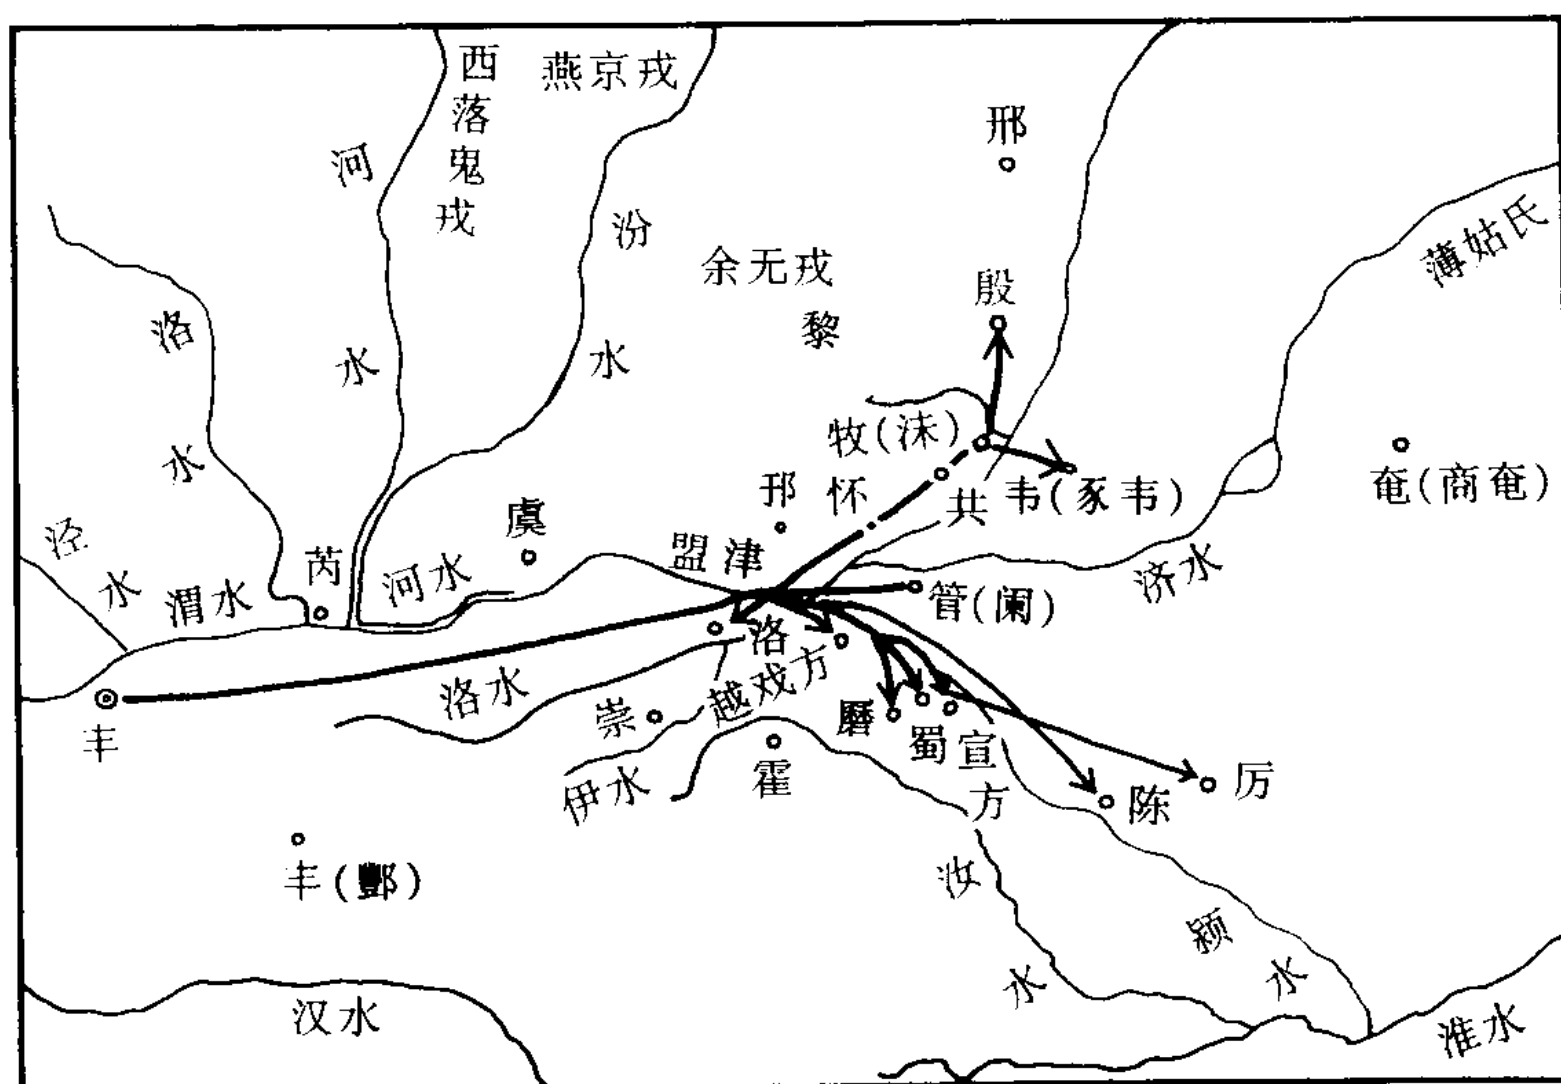 西落鬼戎
燕京戎
邢
河水
汾水
薄姑氏
余无戎
黎
殷
洛水
牧(沬)
邘
怀
共
韦(豕韦)
奄(商奄)
泾水
渭水
芮
河水
虞
盟津
管(阑)
济水
洛
洛水
越戏方
崇
磨
蜀
宣方
丰
伊水
霍
陈
厉
丰(酆)
汝水
颍水
汉水
淮水